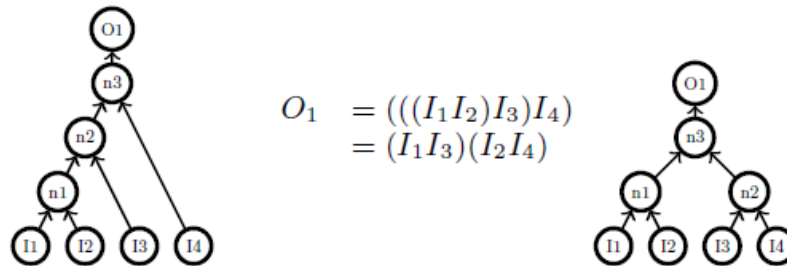 O1
n3
n2
n1
I1 I2 I3 I4
O₁ = (((I₁I₂)I₃)I₄)
= (I₁I₃)(I₂I₄)
O1
n3
n1 n2
I1 I2 I3 I4